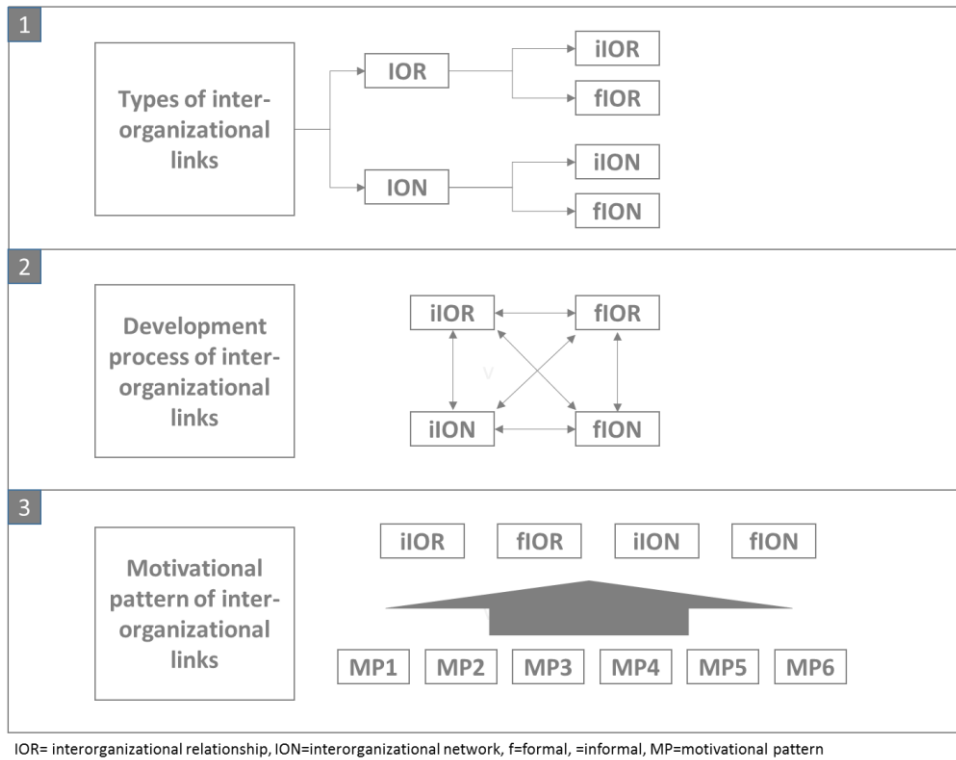 1
Types of inter-
organizational
links
IOR
ION
iIOR
fIOR
iION
fION
2
Development
process of inter-
organizational
links
iIOR
fIOR
v
iION
fION
3
Motivational
pattern of inter-
organizational
links
iIOR
fIOR
iION
fION
MP1
MP2
MP3
MP4
MP5
MP6
IOR= interorganizational relationship, ION=interorganizational network, f=formal, =informal, MP=motivational pattern